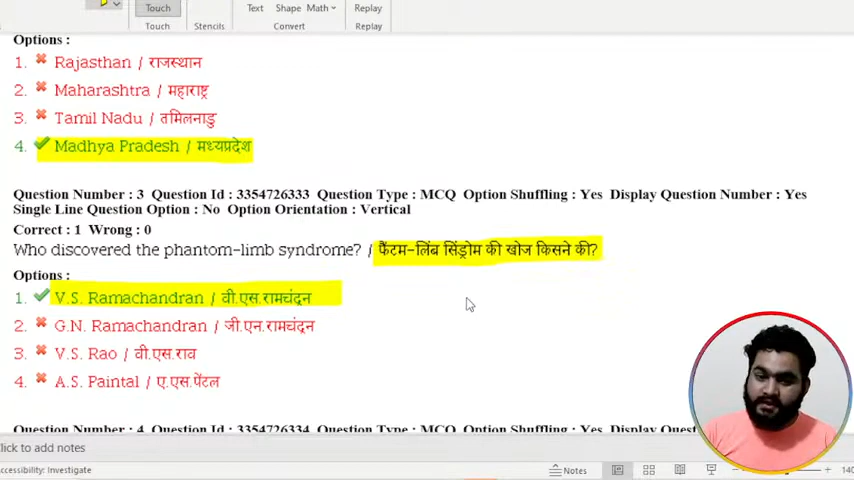 Touch
Text Shape Math
Replay
Touch
Stencils
Convert
Replay
Options :
1. Rajasthan / राजस्थान
2. Maharashtra / महाराष्ट्र
3. Tamil Nadu / तमिलनाडु
4. Madhya Pradesh / मध्यप्रदेश
Question Number : 3 Question Id : 3354726333 Question Type : MCQ Option Shuffling : Yes Display Question Number : Yes
Single Line Question Option : No Option Orientation : Vertical
Correct : 1 Wrong : 0
Who discovered the phantom-limb syndrome? / फैंटम-लिंब सिंड्रोम की खोज किसने की?
Options :
1. V.S. Ramachandran / वी.एस.रामचंद्रन
2. G.N. Ramachandran / जी.एन.रामचंद्रन
3. V.S. Rao / वी.एस.राव
4. A.S. Paintal / ए.एस.पेंटल
Question Number : 4 Question Id : 3354726334 Question Type : MCQ Option Shuffling : Yes Display
Click to add notes
Accessibility: Investigate
Notes
140